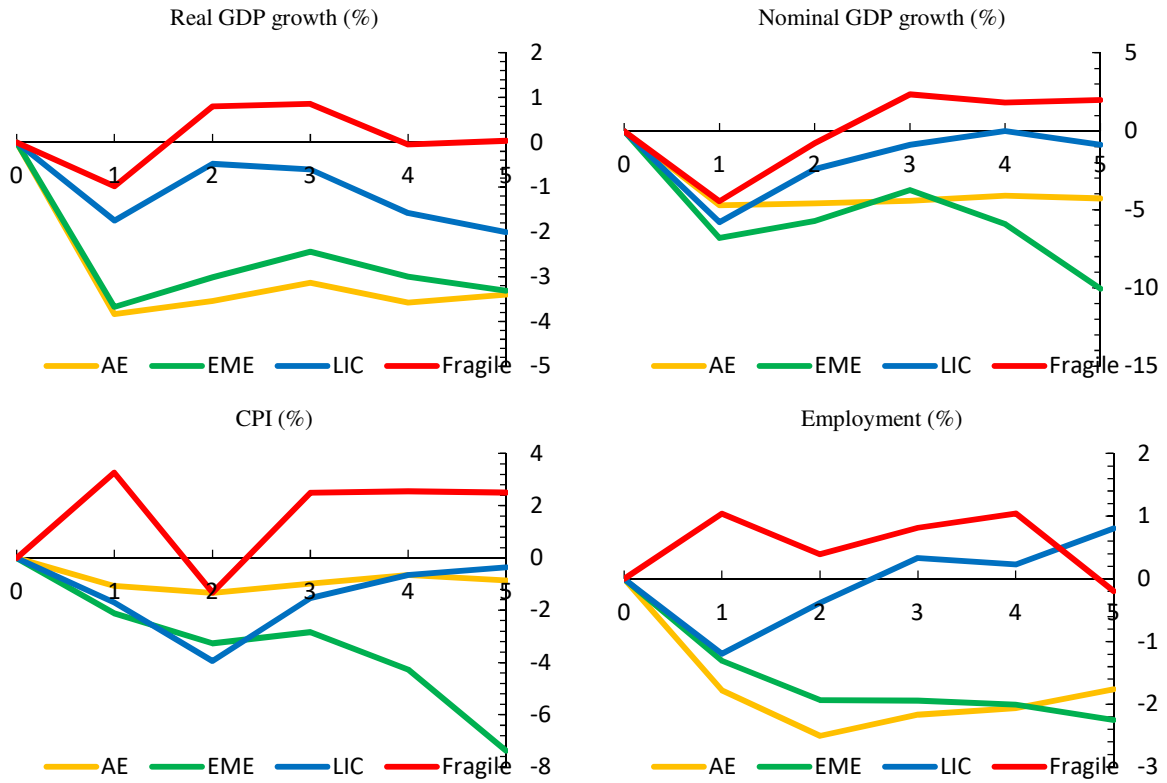 Real GDP growth (%)
2
1
0
-1
-2
-3
-4
-5
0 1 2 3 4 5
AE EME LIC Fragile
Nominal GDP growth (%)
5
0
-5
-10
-15
0 1 2 3 4 5
AE EME LIC Fragile
CPI (%)
4
2
0
-2
-4
-6
-8
0 1 2 3 4 5
AE EME LIC Fragile
Employment (%)
2
1
0
-1
-2
-3
0 1 2 3 4 5
AE EME LIC Fragile